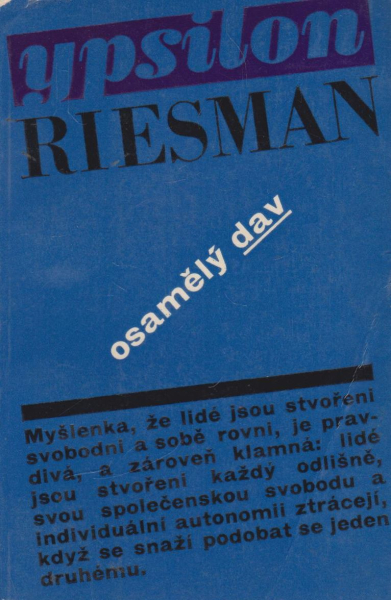 ypsilon
RIESMAN
osamělý dav
Myšlenka, že lidé jsou stvořeni
svobodni a sobě rovni, je prav-
divá, a zároveň klamná: lidé
jsou stvořeni každý odlišně,
svou společenskou svobodu a
individuální autonomii ztrácejí,
když se snaží podobat se jeden
druhému.